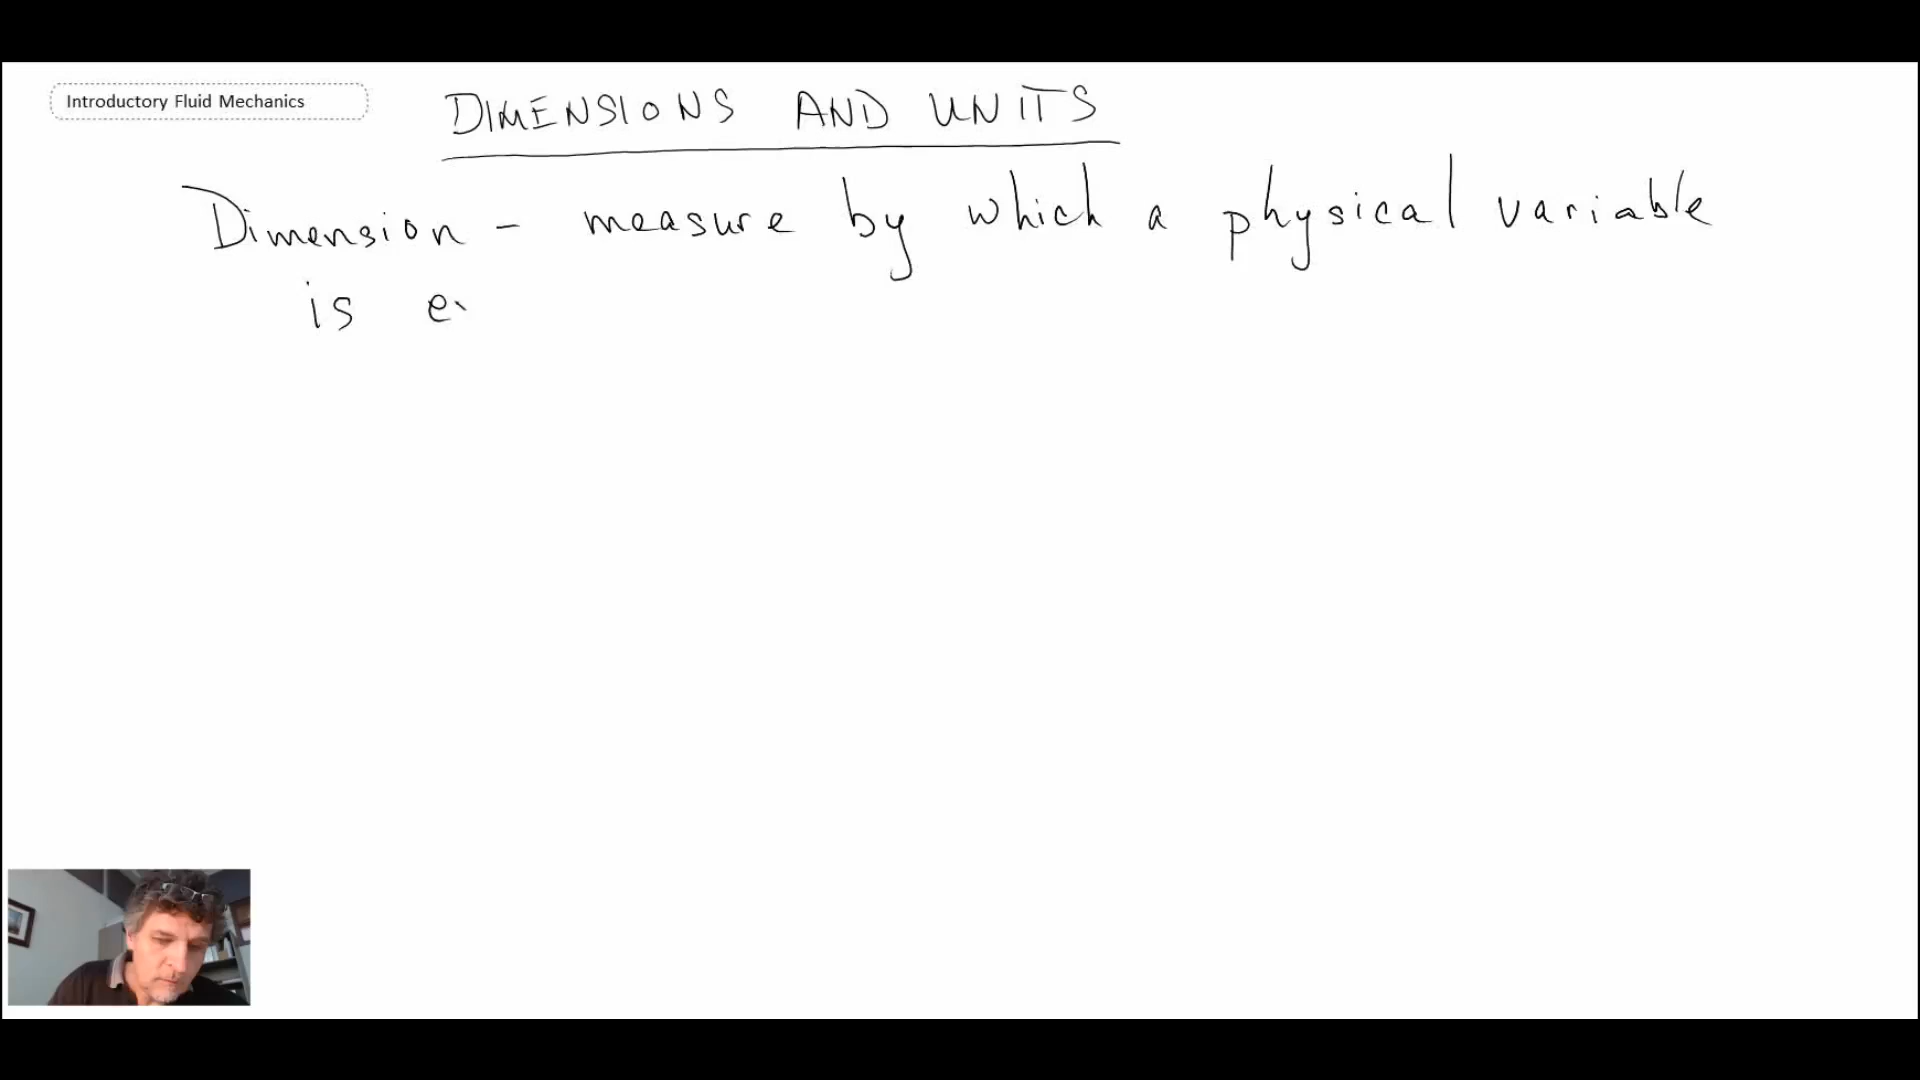 Introductory Fluid Mechanics
DIMENSIONS AND UNITS
Dimension - measure by which a physical variable
is e